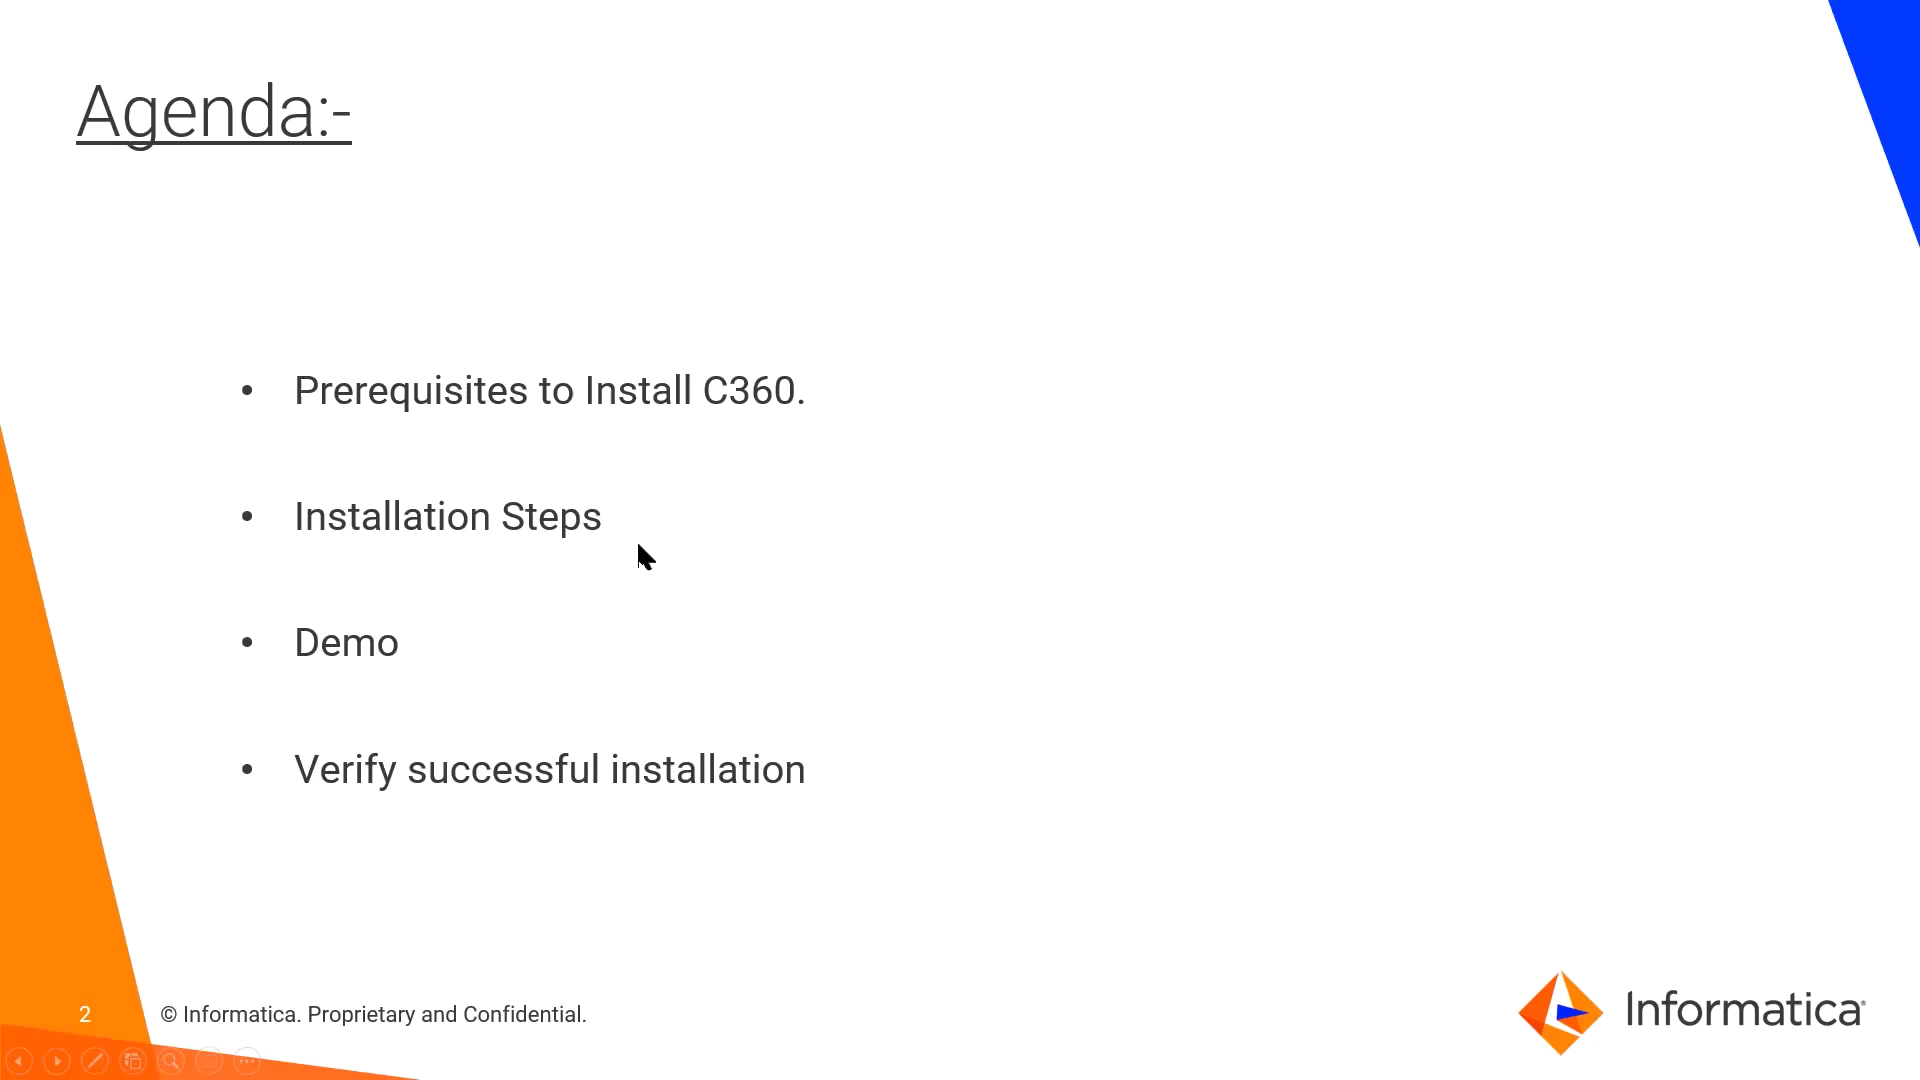 Agenda:-
• Prerequisites to Install C360.
• Installation Steps
• Demo
• Verify successful installation
2
© Informatica. Proprietary and Confidential.
Informatica®